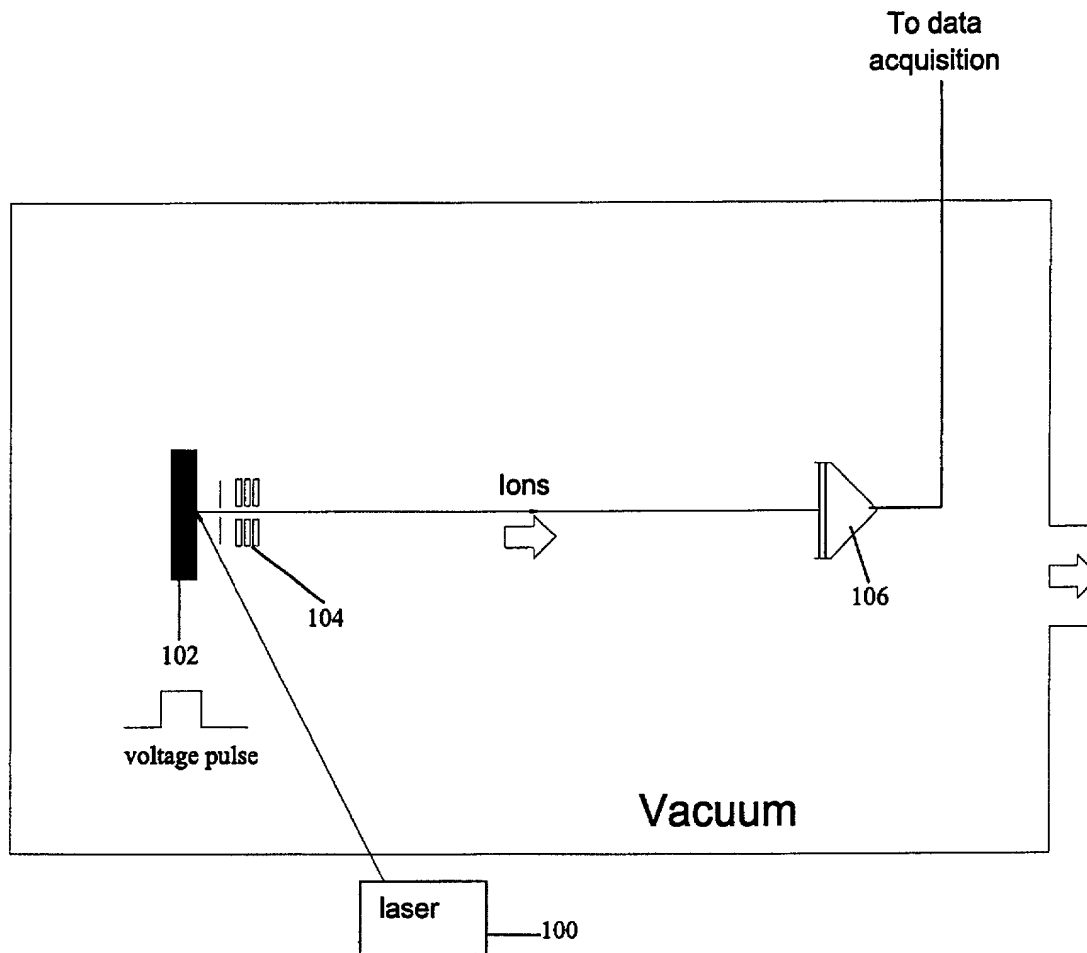 To data
acquisition
Ions
104
106
102
voltage pulse
Vacuum
laser
100